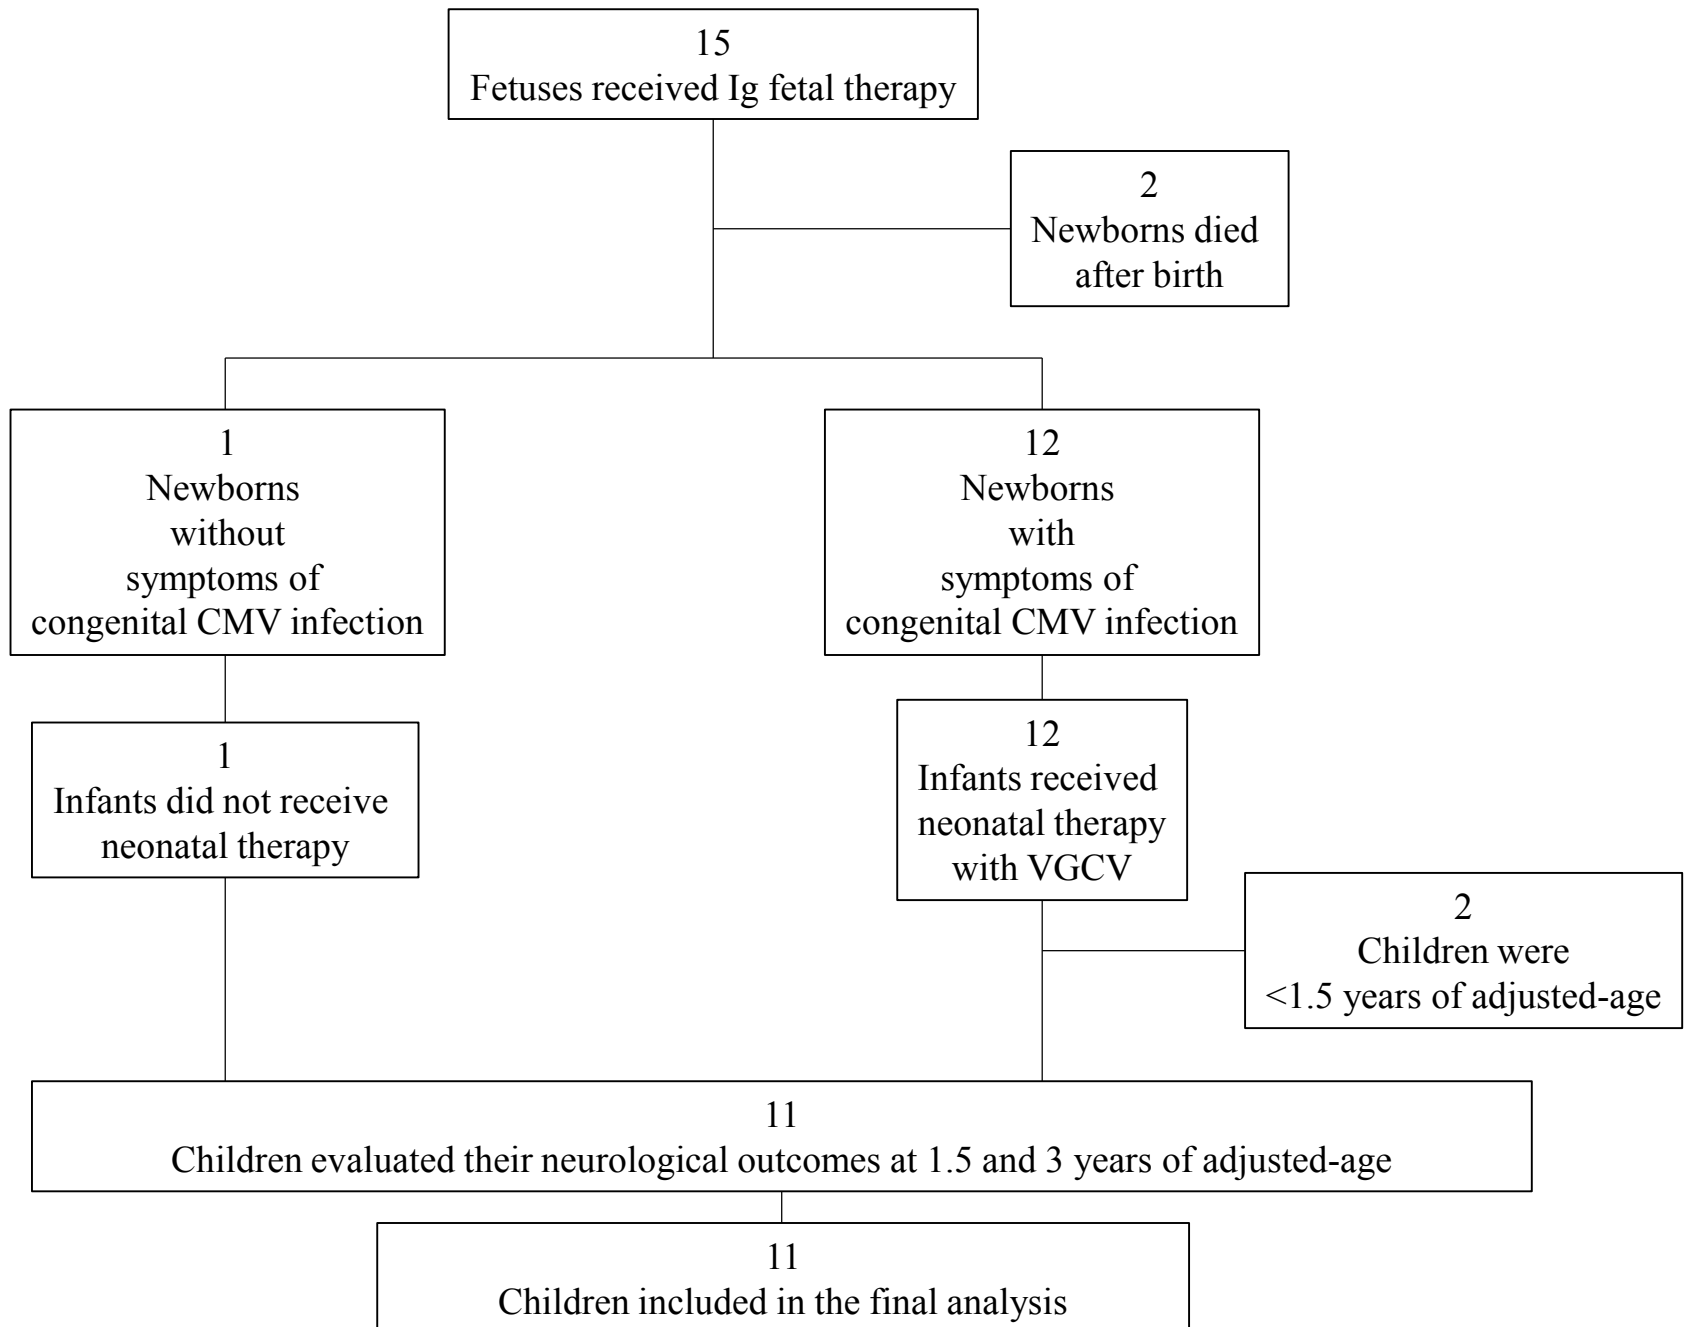 15
Fetuses received Ig fetal therapy
2
Newborns died
after birth
1
Newborns
without
symptoms of
congenital CMV infection
12
Newborns
with
symptoms of
congenital CMV infection
1
Infants did not receive
neonatal therapy
12
Infants received
neonatal therapy
with VGCV
2
Children were
<1.5 years of adjusted-age
11
Children evaluated their neurological outcomes at 1.5 and 3 years of adjusted-age
11
Children included in the final analysis